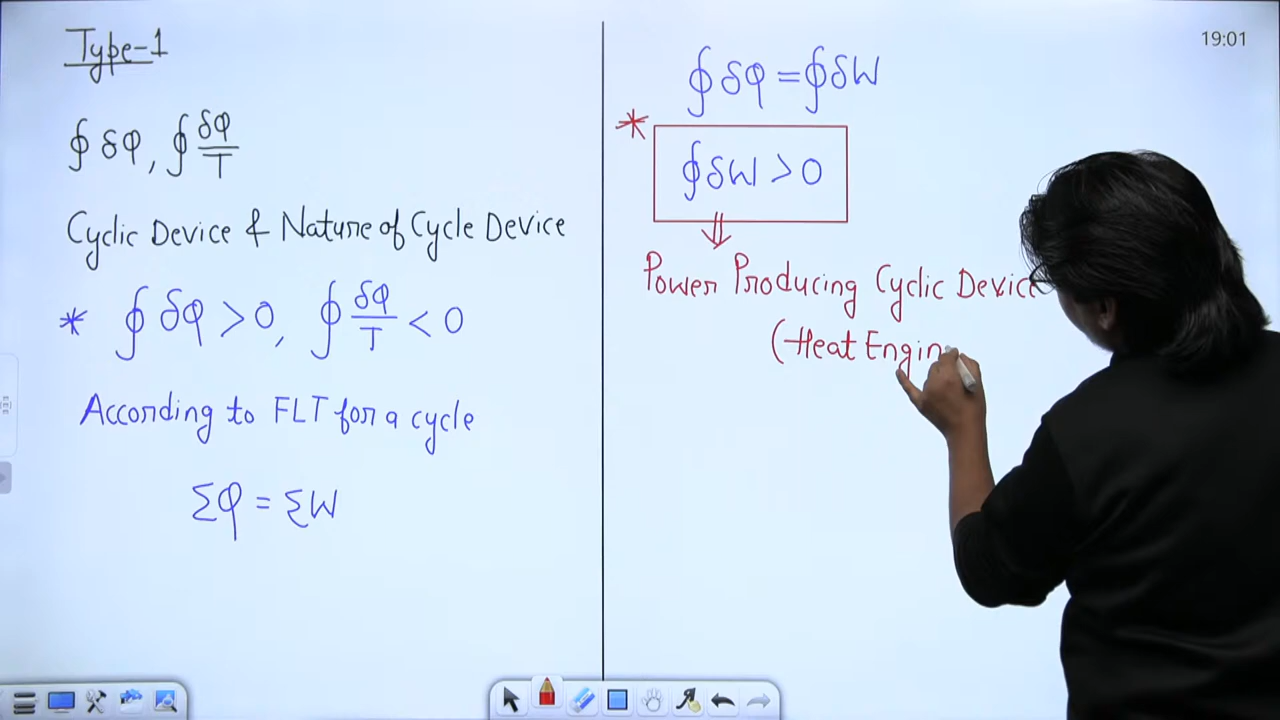 Type-1
∮ δQ, ∮ δQ/T
Cyclic Device & Nature of Cycle Device
* ∮ δQ > 0, ∮ δQ/T < 0
According to FLT for a cycle
ΣQ = ΣW
19:01
∮ δQ = ∮ δW
* ∮ δW > 0
⇓
Power Producing Cyclic Device
(Heat Engin